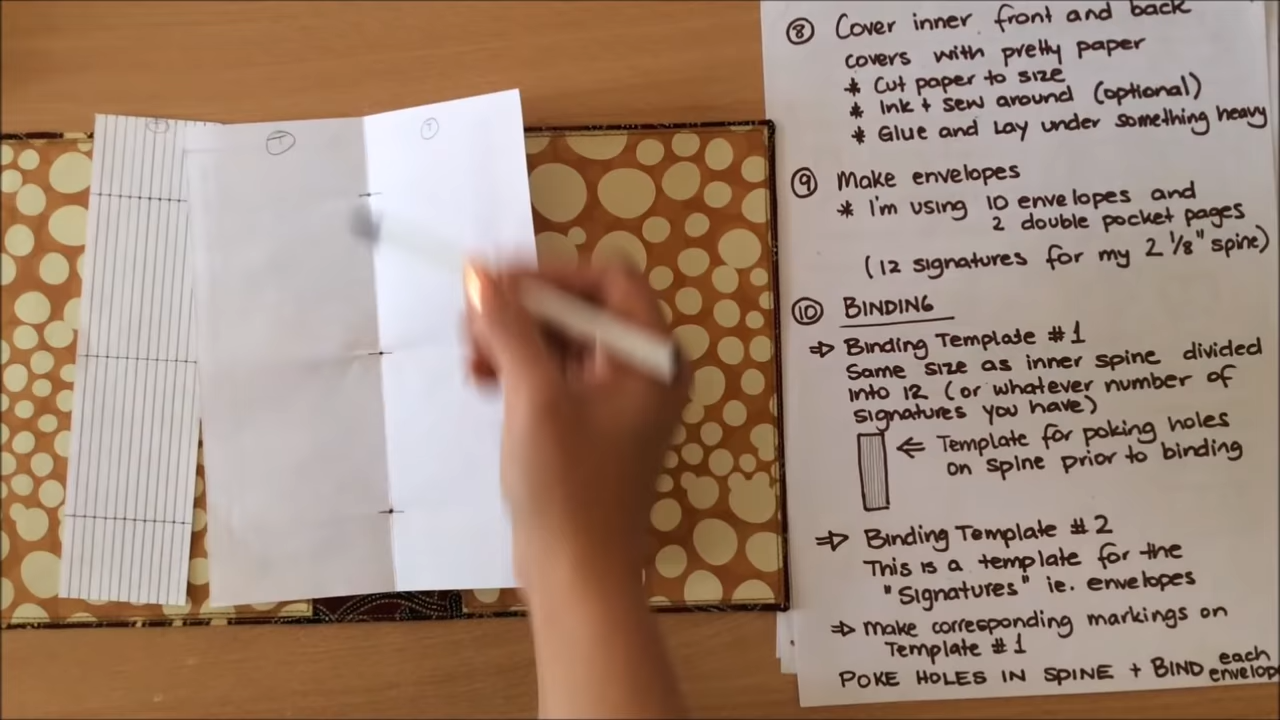 T
T
T
⑧ Cover inner front and back
covers with pretty paper
* Cut paper to size
* Ink + sew around (optional)
* Glue and Lay under something heavy
⑨ Make envelopes
* I'm using 10 envelopes and
2 double pocket pages
(12 signatures for my 2 1/8" spine)
⑩ BINDING
⇒ Binding Template #1
Same size as inner spine divided
into 12 (or whatever number of
signatures you have)
⇐ Template for poking holes
on spine prior to binding
⇒ Binding Template #2
This is a template for the
"Signatures" ie. envelopes
⇒ Make corresponding markings on
Template #1
POKE HOLES IN SPINE + BIND each
envelop